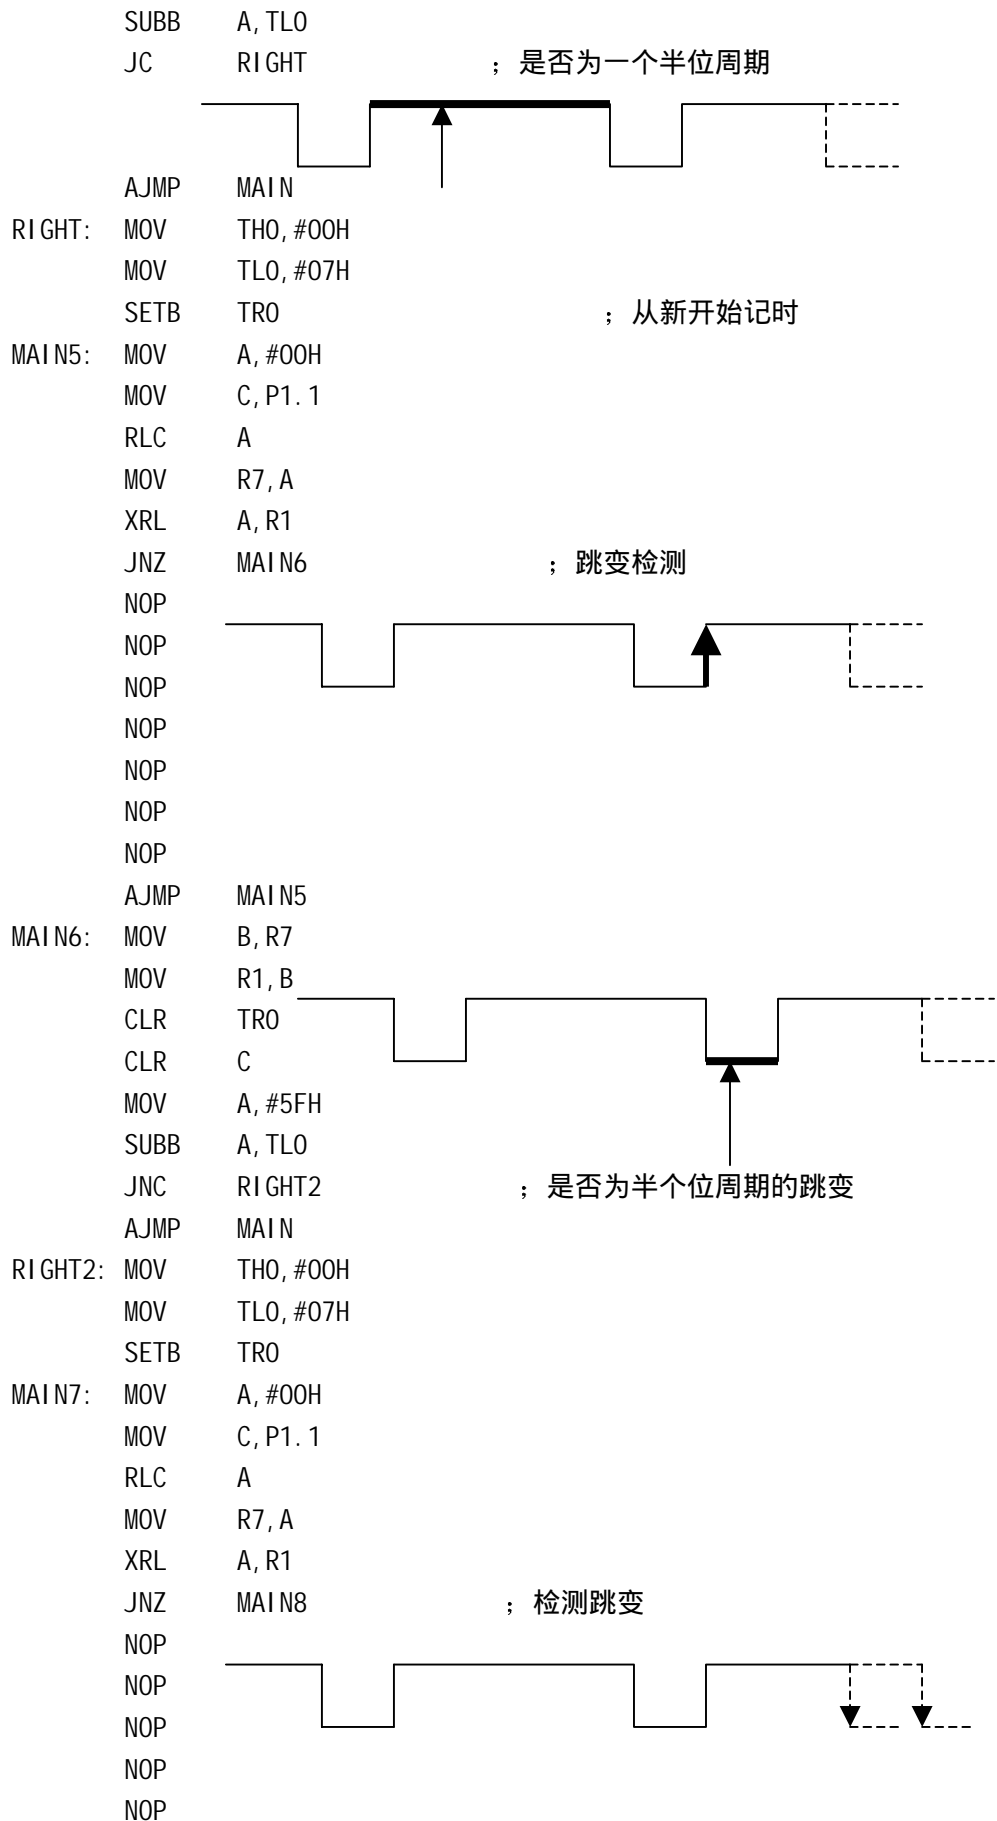 SUBB A,TL0
JC RIGHT ;是否为一个半位周期
AJMP MAIN
RIGHT: MOV TH0,#00H
MOV TL0,#07H
SETB TR0 ;从新开始记时
MAIN5: MOV A,#00H
MOV C,P1.1
RLC A
MOV R7,A
XRL A,R1
JNZ MAIN6 ;跳变检测
NOP
NOP
NOP
NOP
NOP
NOP
NOP
AJMP MAIN5
MAIN6: MOV B,R7
MOV R1,B
CLR TR0
CLR C
MOV A,#5FH
SUBB A,TL0
JNC RIGHT2 ;是否为半个位周期的跳变
AJMP MAIN
RIGHT2: MOV TH0,#00H
MOV TL0,#07H
SETB TR0
MAIN7: MOV A,#00H
MOV C,P1.1
RLC A
MOV R7,A
XRL A,R1
JNZ MAIN8 ;检测跳变
NOP
NOP
NOP
NOP
NOP